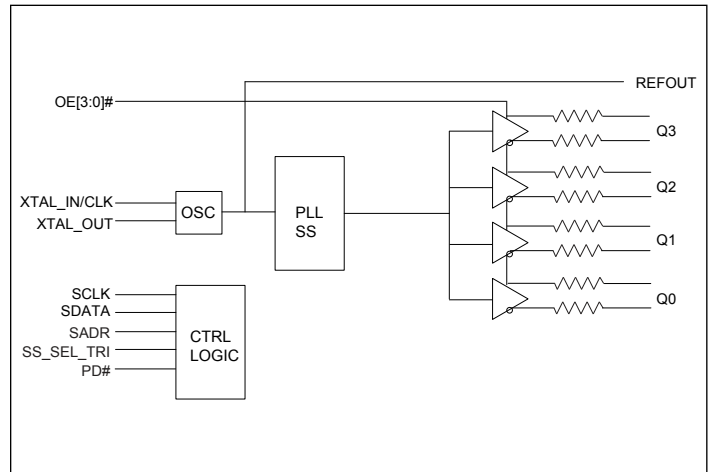 REFOUT
OE[3:0]#
Q3
Q2
XTAL_IN/CLK
XTAL_OUT
OSC
PLL
SS
Q1
Q0
SCLK
SDATA
SADR
SS_SEL_TRI
PD#
CTRL
LOGIC